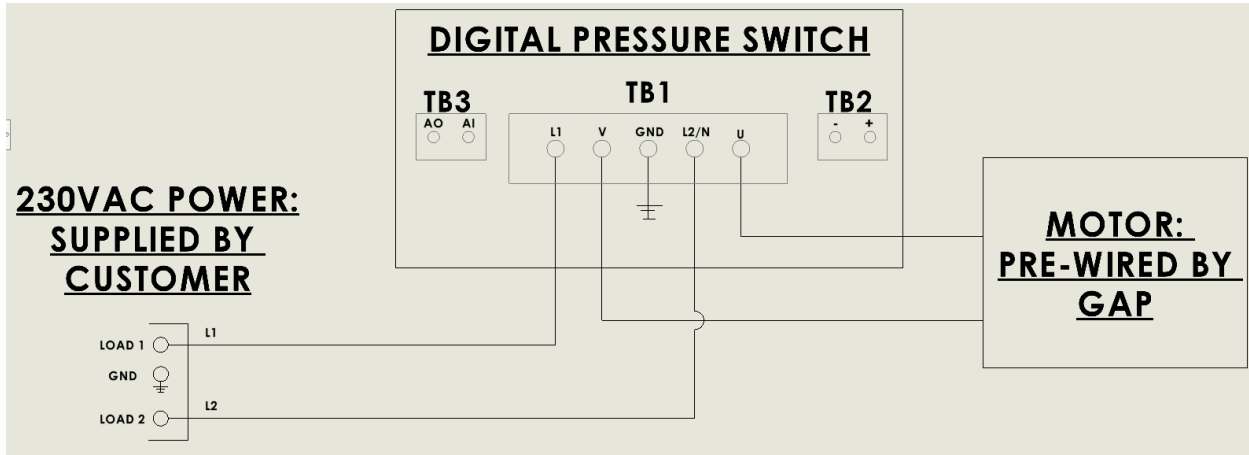 DIGITAL PRESSURE SWITCH
TB3
TB1
TB2
AO AI
L1 V GND L2/N U
- +
230VAC POWER:
SUPPLIED BY
CUSTOMER
MOTOR:
PRE-WIRED BY
GAP
LOAD 1
L1
GND
LOAD 2
L2